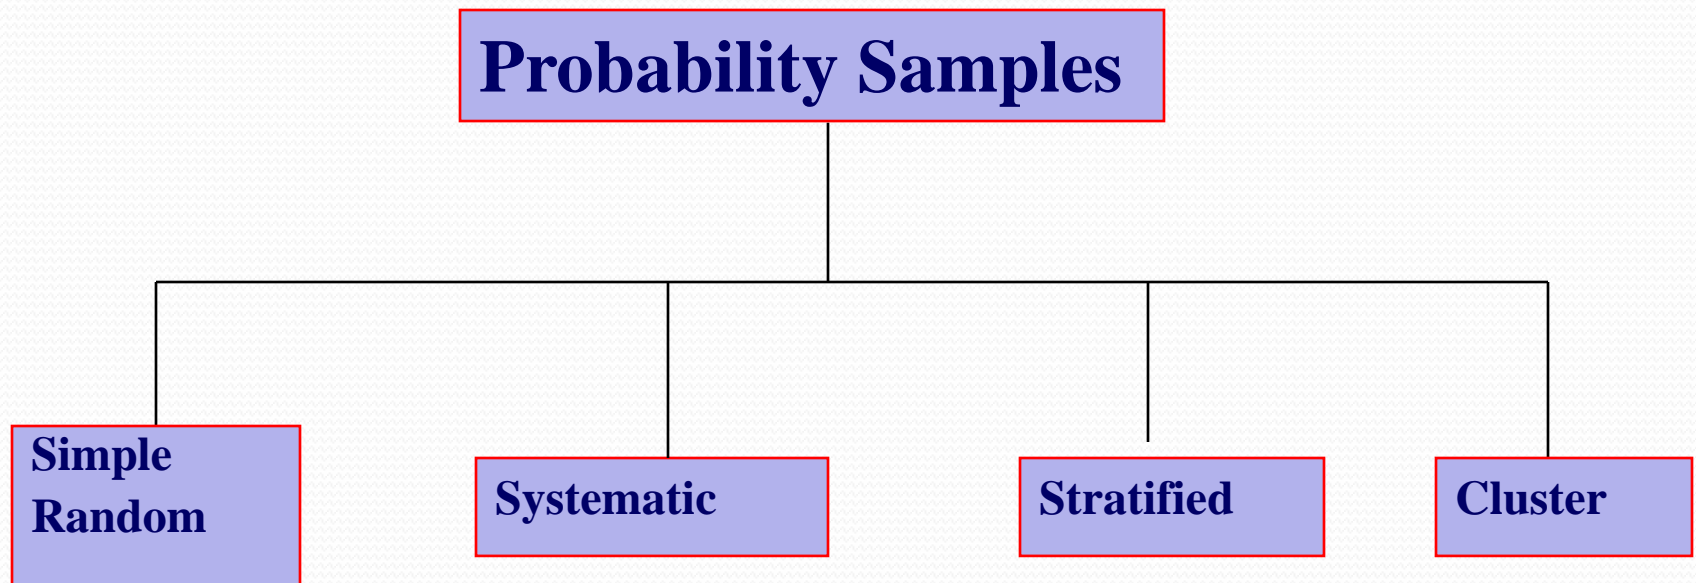 Probability Samples
Simple
Random
Systematic
Stratified
Cluster